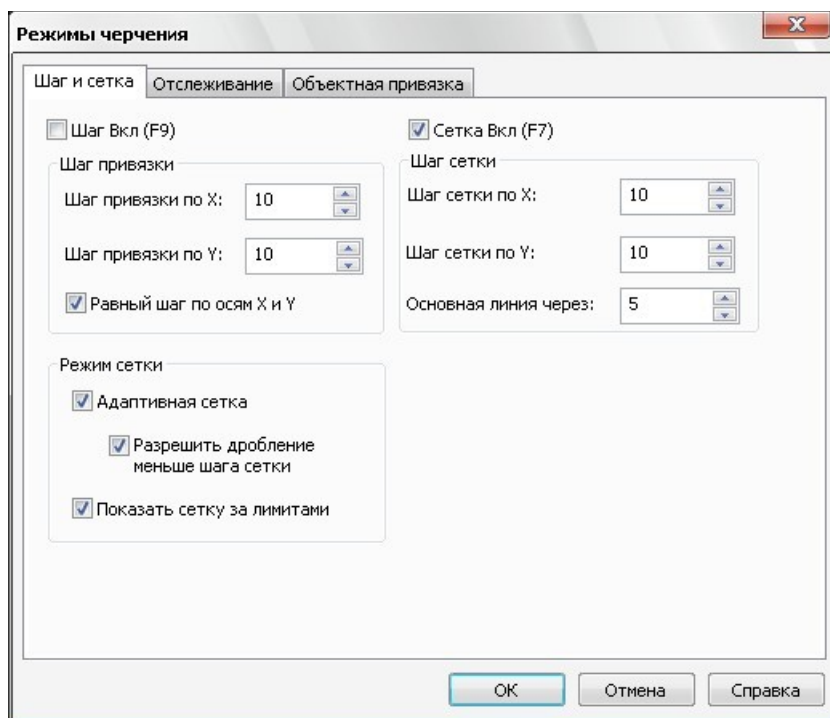 Режимы черчения
Шаг и сетка
Отслеживание
Объектная привязка
Шаг Вкл (F9)
Шаг привязки
Шаг привязки по X:
10
Шаг привязки по Y:
10
Равный шаг по осям X и Y
Сетка Вкл (F7)
Шаг сетки
Шаг сетки по X:
10
Шаг сетки по Y:
10
Основная линия через:
5
Режим сетки
Адаптивная сетка
Разрешить дробление
меньше шага сетки
Показать сетку за лимитами
OK
Отмена
Справка